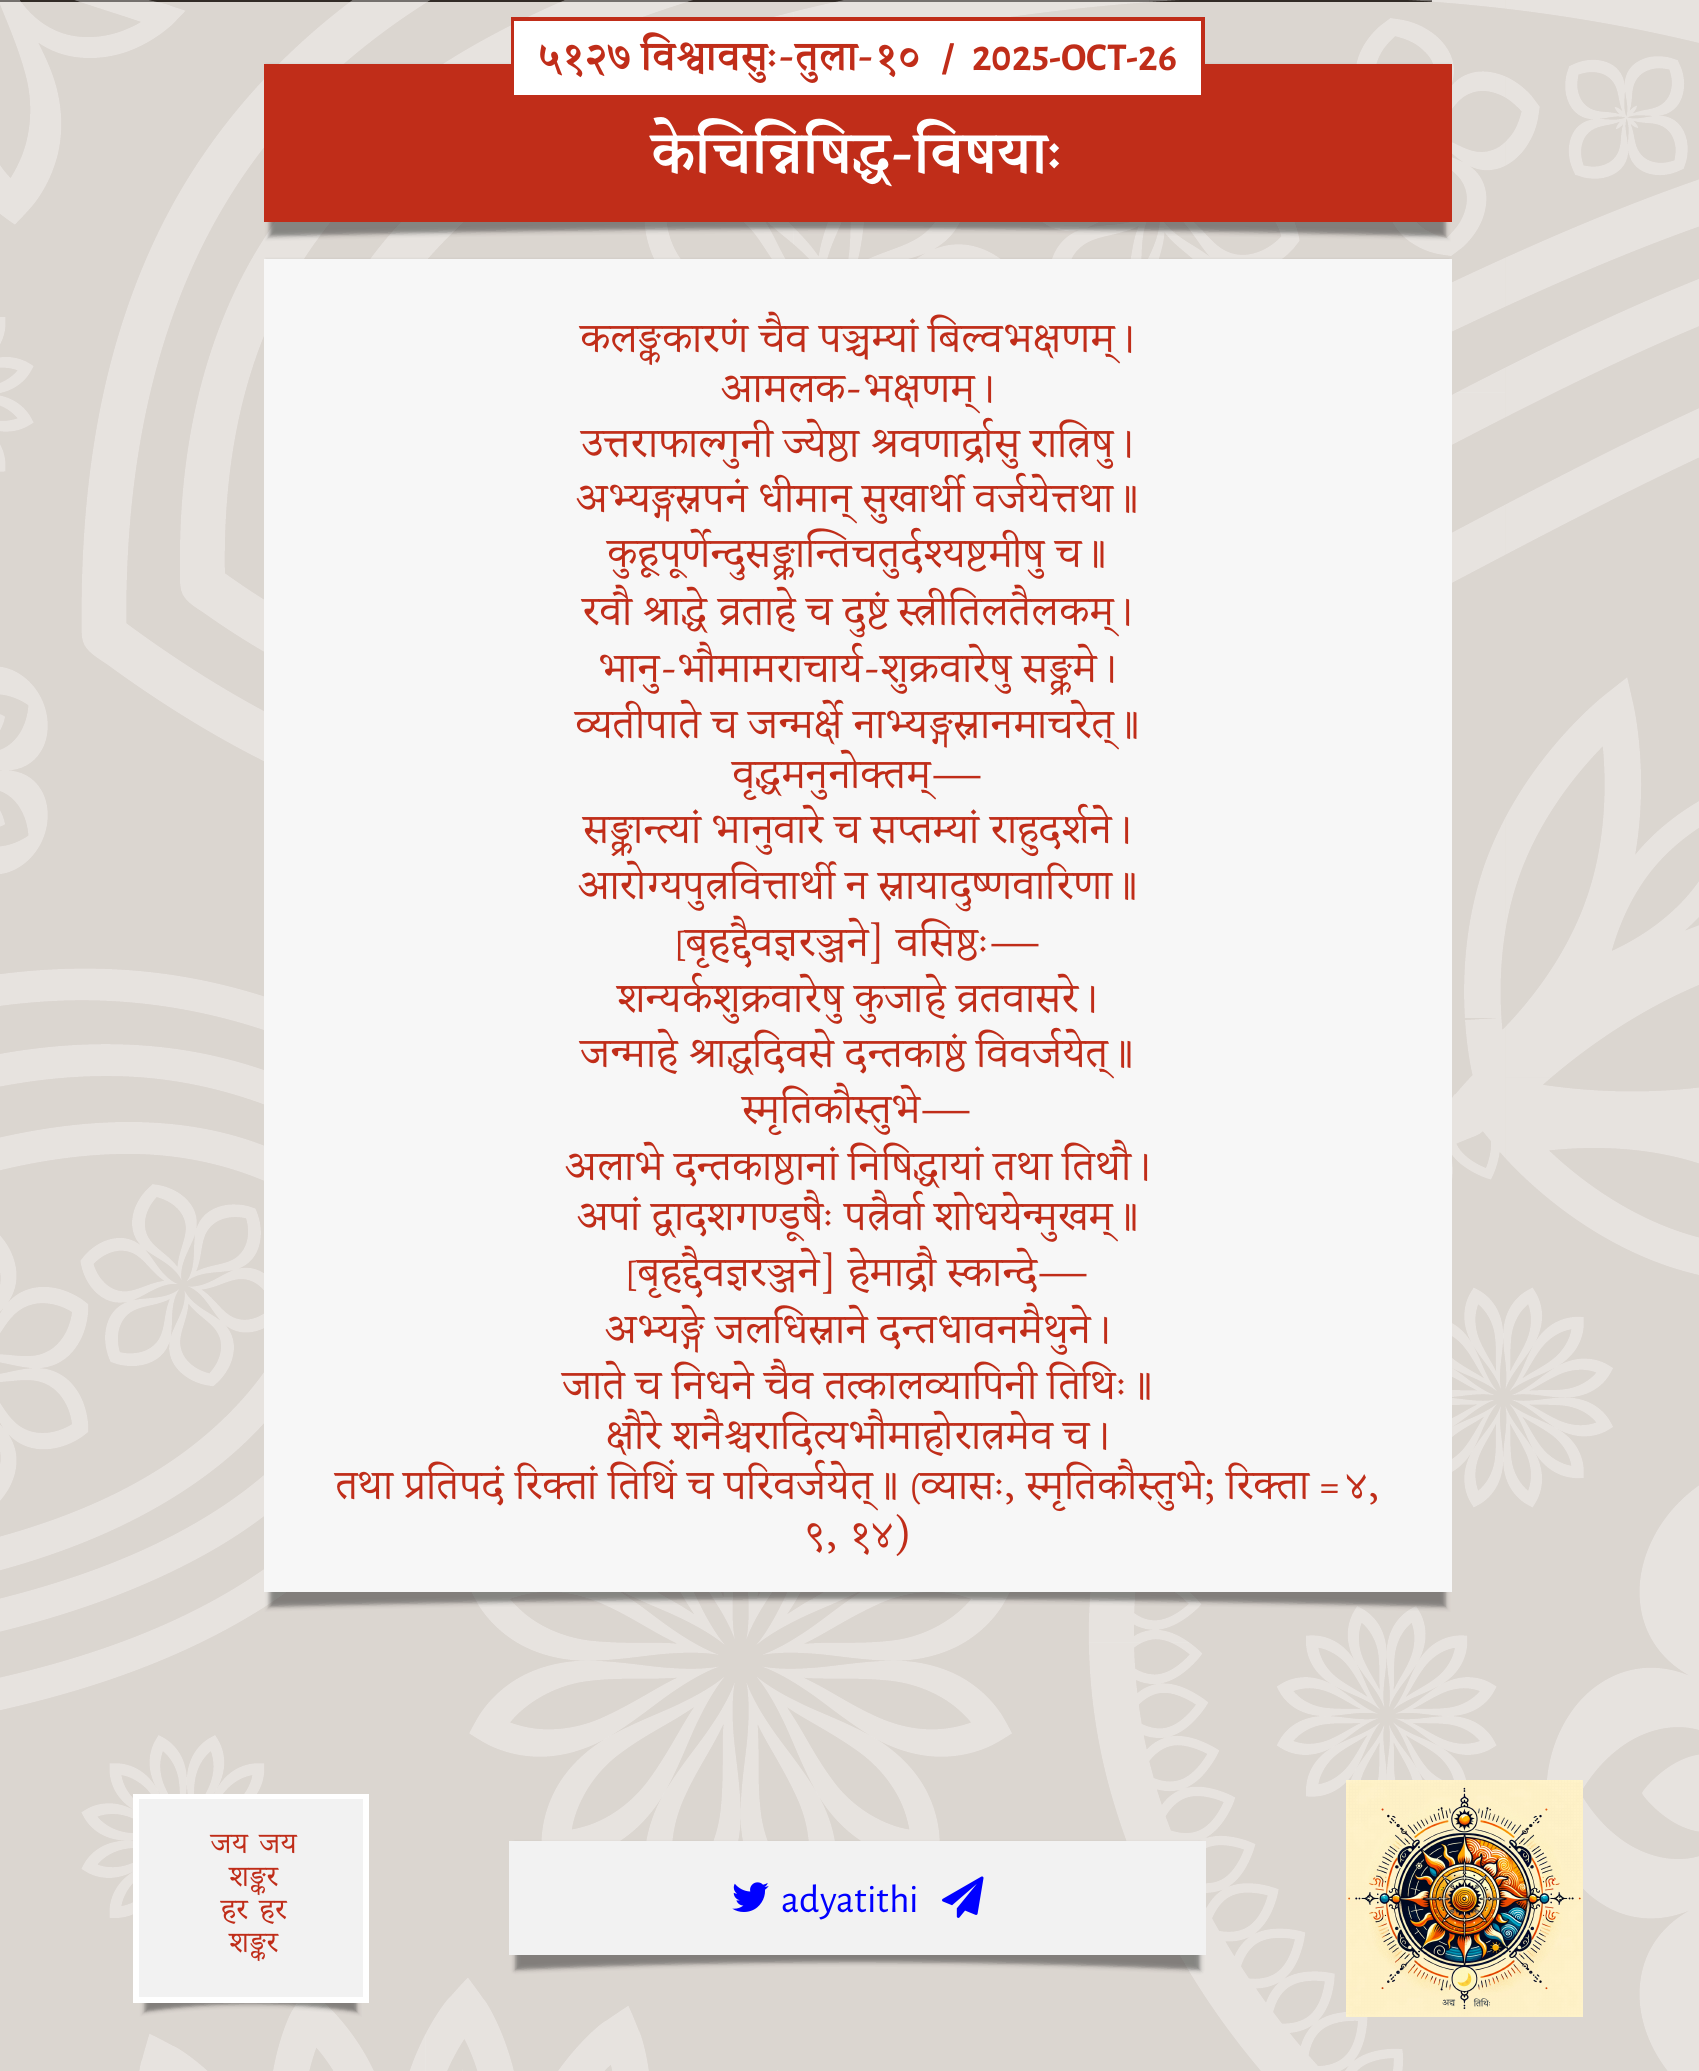 ५१२७ विश्वावसुः-तुला-१० / 2025-OCT-26
केचिन्निषिद्ध-विषयाः
कलङ्ककारणं चैव पञ्चम्यां बिल्वभक्षणम्।
आमलक-भक्षणम्।
उत्तराफाल्गुनी ज्येष्ठा श्रवणार्द्रासु रात्रिषु।
अभ्यङ्गस्नपनं धीमान् सुखार्थी वर्जयेत्तथा॥
कुहूपूर्णेन्दुसङ्क्रान्तिचतुर्दश्यष्टमीषु च॥
रवौ श्राद्धे व्रताहे च दुष्टं स्त्रीतिलतैलकम्।
भानु-भौमामराचार्य-शुक्रवारेषु सङ्क्रमे।
व्यतीपाते च जन्मर्क्षे नाभ्यङ्गस्नानमाचरेत्॥
वृद्धमनुनोक्तम्—
सङ्क्रान्त्यां भानुवारे च सप्तम्यां राहुदर्शने।
आरोग्यपुत्रवित्तार्थी न स्नायादुष्णवारिणा॥
[बृहद्दैवज्ञरञ्जने] वसिष्ठः—
शन्यर्कशुक्रवारेषु कुजाहे व्रतवासरे।
जन्माहे श्राद्धदिवसे दन्तकाष्ठं विवर्जयेत्॥
स्मृतिकौस्तुभे—
अलाभे दन्तकाष्ठानां निषिद्धायां तथा तिथौ।
अपां द्वादशगण्डूषैः पत्रैर्वा शोधयेन्मुखम्॥
[बृहद्दैवज्ञरञ्जने] हेमाद्रौ स्कान्दे—
अभ्यङ्गे जलधिस्नाने दन्तधावनमैथुने।
जाते च निधने चैव तत्कालव्यापिनी तिथिः॥
क्षौरे शनैश्चरादित्यभौमाहोरात्रमेव च।
तथा प्रतिपदं रिक्तां तिथिं च परिवर्जयेत्॥ (व्यासः, स्मृतिकौस्तुभे; रिक्ता = ४,
९, १४)
जय जय
शङ्कर
हर हर
शङ्कर
adyatithi
अद्य तिथिः